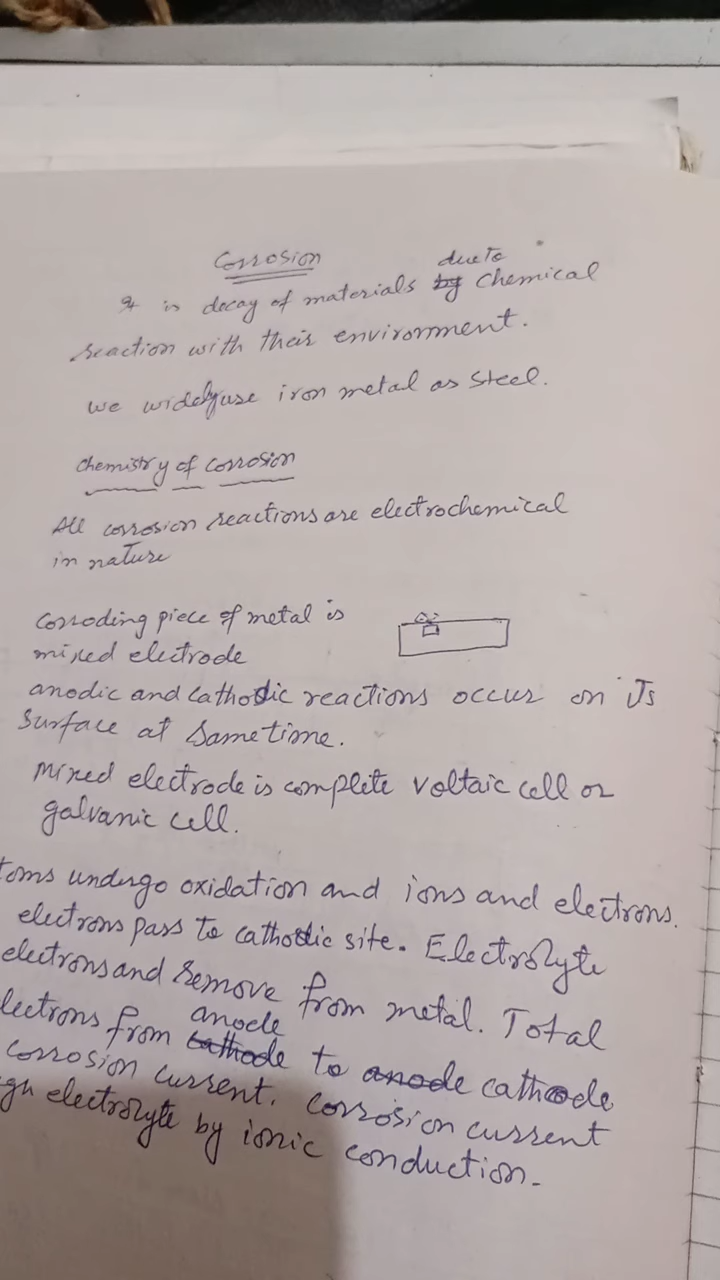 Corrosion
It is decay of materials due to by chemical
reaction with their environment.
we widely use iron metal as steel.
chemistry of corrosion
All corrosion reactions are electrochemical
in nature
Corroding piece of metal is
mixed electrode
anodic and cathodic reactions occur on its
surface at same time.
mixed electrode is complete voltaic cell or
galvanic cell.
toms undergo oxidation and ions and electrons.
electrons pass to cathodic site. Electrolyte
electrons and remove from metal. Total
lectrons from cathode anode to anode cathode
corrosion current. Corrosion current
gh electrolyte by ionic conduction.